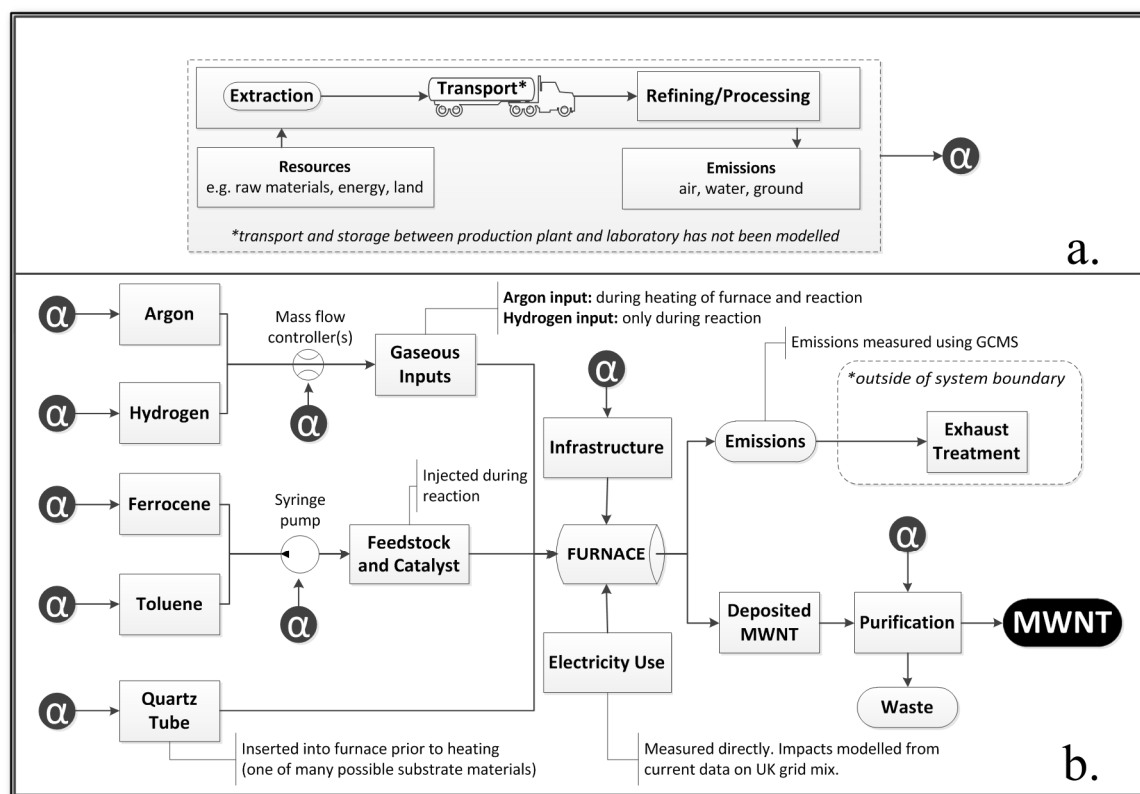 Extraction
Transport*
Refining/Processing
Resources
e.g. raw materials, energy, land
Emissions
air, water, ground
α
*transport and storage between production plant and laboratory has not been modelled
a.
α
Argon
Mass flow
controller(s)
α
Gaseous
Inputs
Argon input: during heating of furnace and reaction
Hydrogen input: only during reaction
α
Hydrogen
α
Infrastructure
Emissions measured using GCMS
*outside of system boundary
Emissions
Exhaust
Treatment
α
Ferrocene
Syringe
pump
α
Injected during
reaction
Feedstock
and Catalyst
FURNACE
α
Toluene
α
Deposited
MWNT
Purification
MWNT
Electricity Use
Waste
α
Quartz
Tube
Inserted into furnace prior to heating
(one of many possible substrate materials)
Measured directly. Impacts modelled from
current data on UK grid mix.
b.